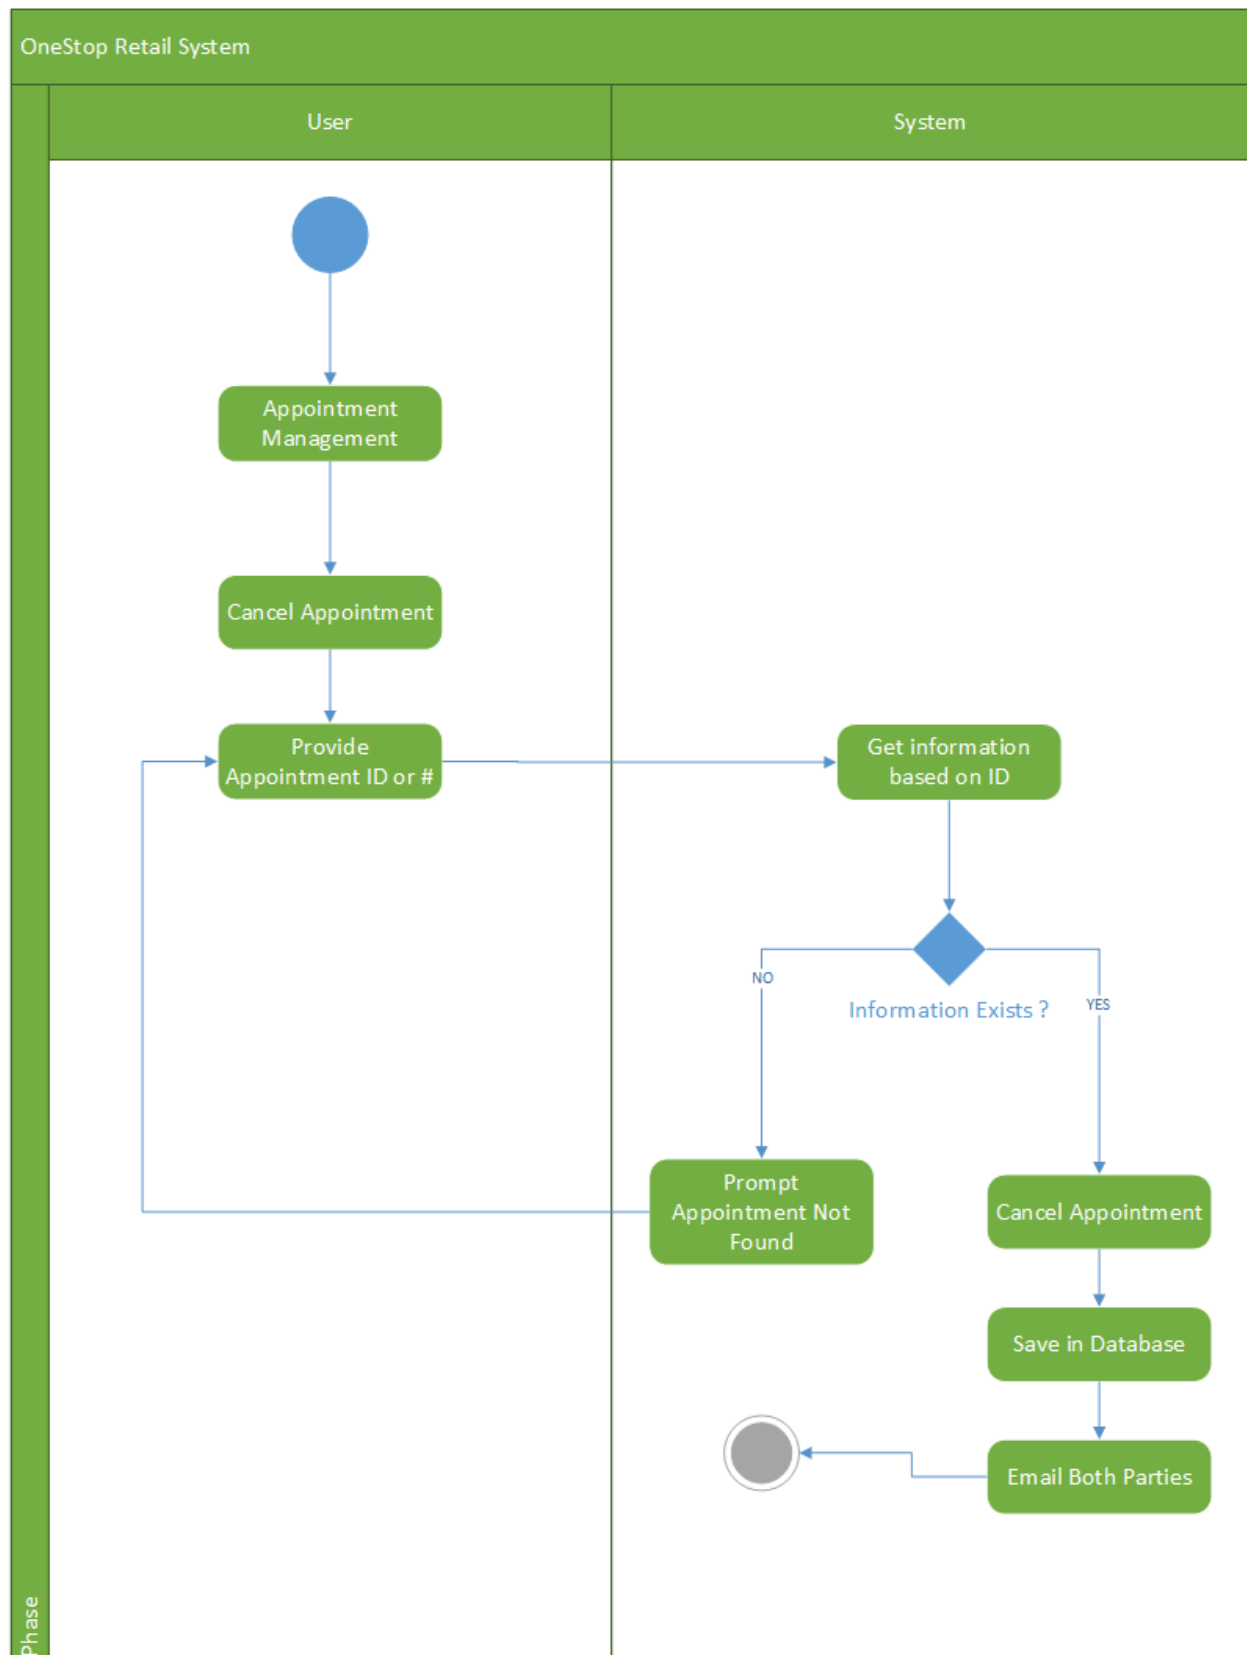 OneStop Retail System
User
System
Appointment
Management
Cancel Appointment
Provide
Appointment ID or #
Get information
based on ID
NO
Information Exists ?
YES
Prompt
Appointment Not
Found
Cancel Appointment
Save in Database
Email Both Parties
Phase